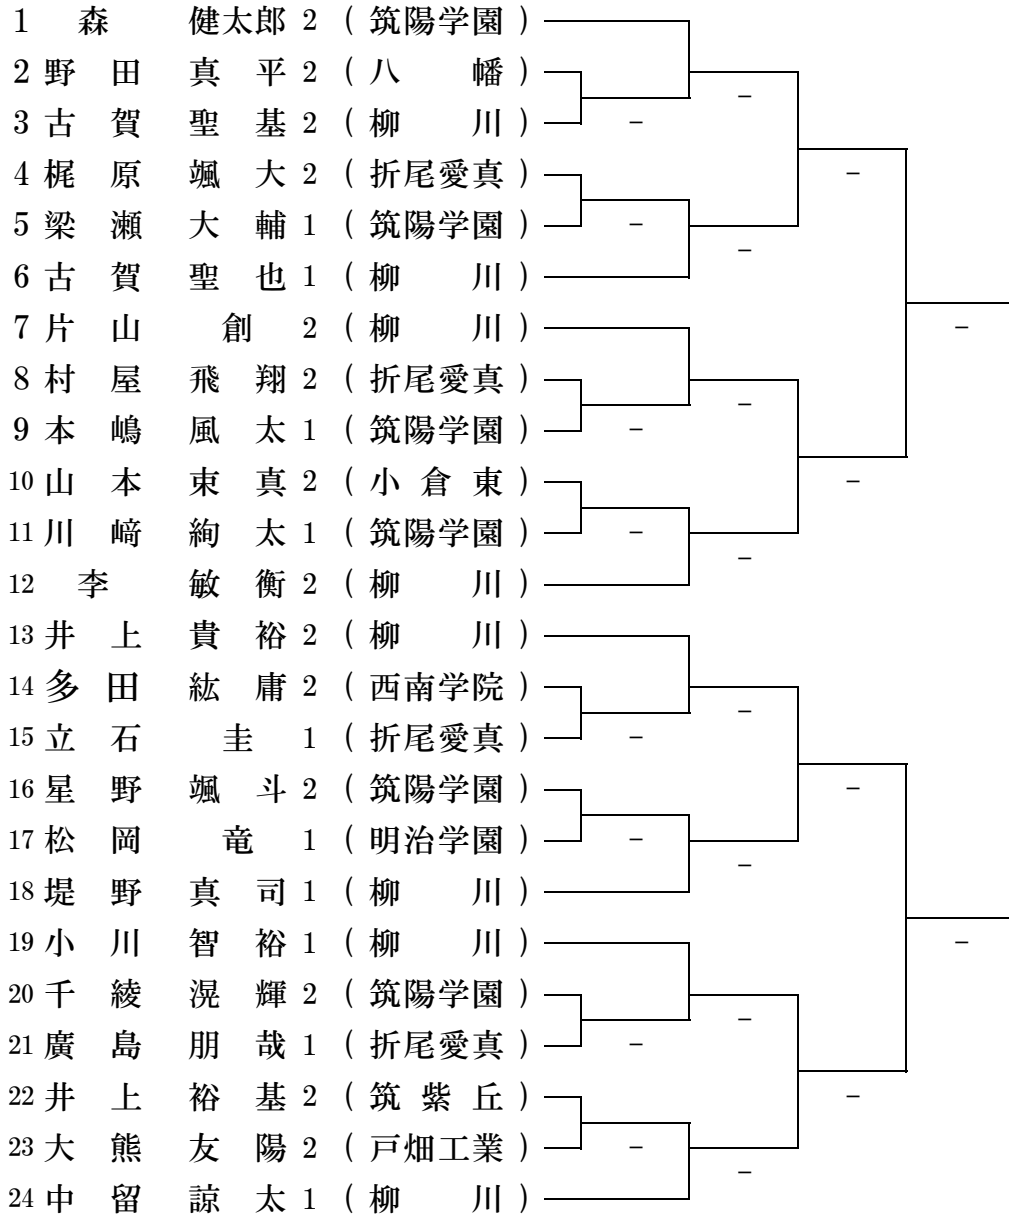 1 森 健太郎 2 ( 筑陽学園 )
2 野田 真平 2 ( 八幡 )
–
3 古賀 聖基 2 ( 柳川 )
–
4 梶原 颯大 2 ( 折尾愛真 )
–
5 梁瀬 大輔 1 ( 筑陽学園 )
–
–
6 古賀 聖也 1 ( 柳川 )
7 片山 創 2 ( 柳川 )
–
8 村屋 飛翔 2 ( 折尾愛真 )
–
9 本嶋 風太 1 ( 筑陽学園 )
–
10 山本 束真 2 ( 小倉東 )
–
11 川﨑 絢太 1 ( 筑陽学園 )
–
–
12 李 敏衡 2 ( 柳川 )
13 井上 貴裕 2 ( 柳川 )
14 多田 紘庸 2 ( 西南学院 )
–
15 立石 圭 1 ( 折尾愛真 )
–
16 星野 颯斗 2 ( 筑陽学園 )
–
17 松岡 竜 1 ( 明治学園 )
–
–
18 堤野 真司 1 ( 柳川 )
19 小川 智裕 1 ( 柳川 )
–
20 千綾 滉輝 2 ( 筑陽学園 )
–
21 廣島 朋哉 1 ( 折尾愛真 )
–
22 井上 裕基 2 ( 筑紫丘 )
–
23 大熊 友陽 2 ( 戸畑工業 )
–
–
24 中留 諒太 1 ( 柳川 )